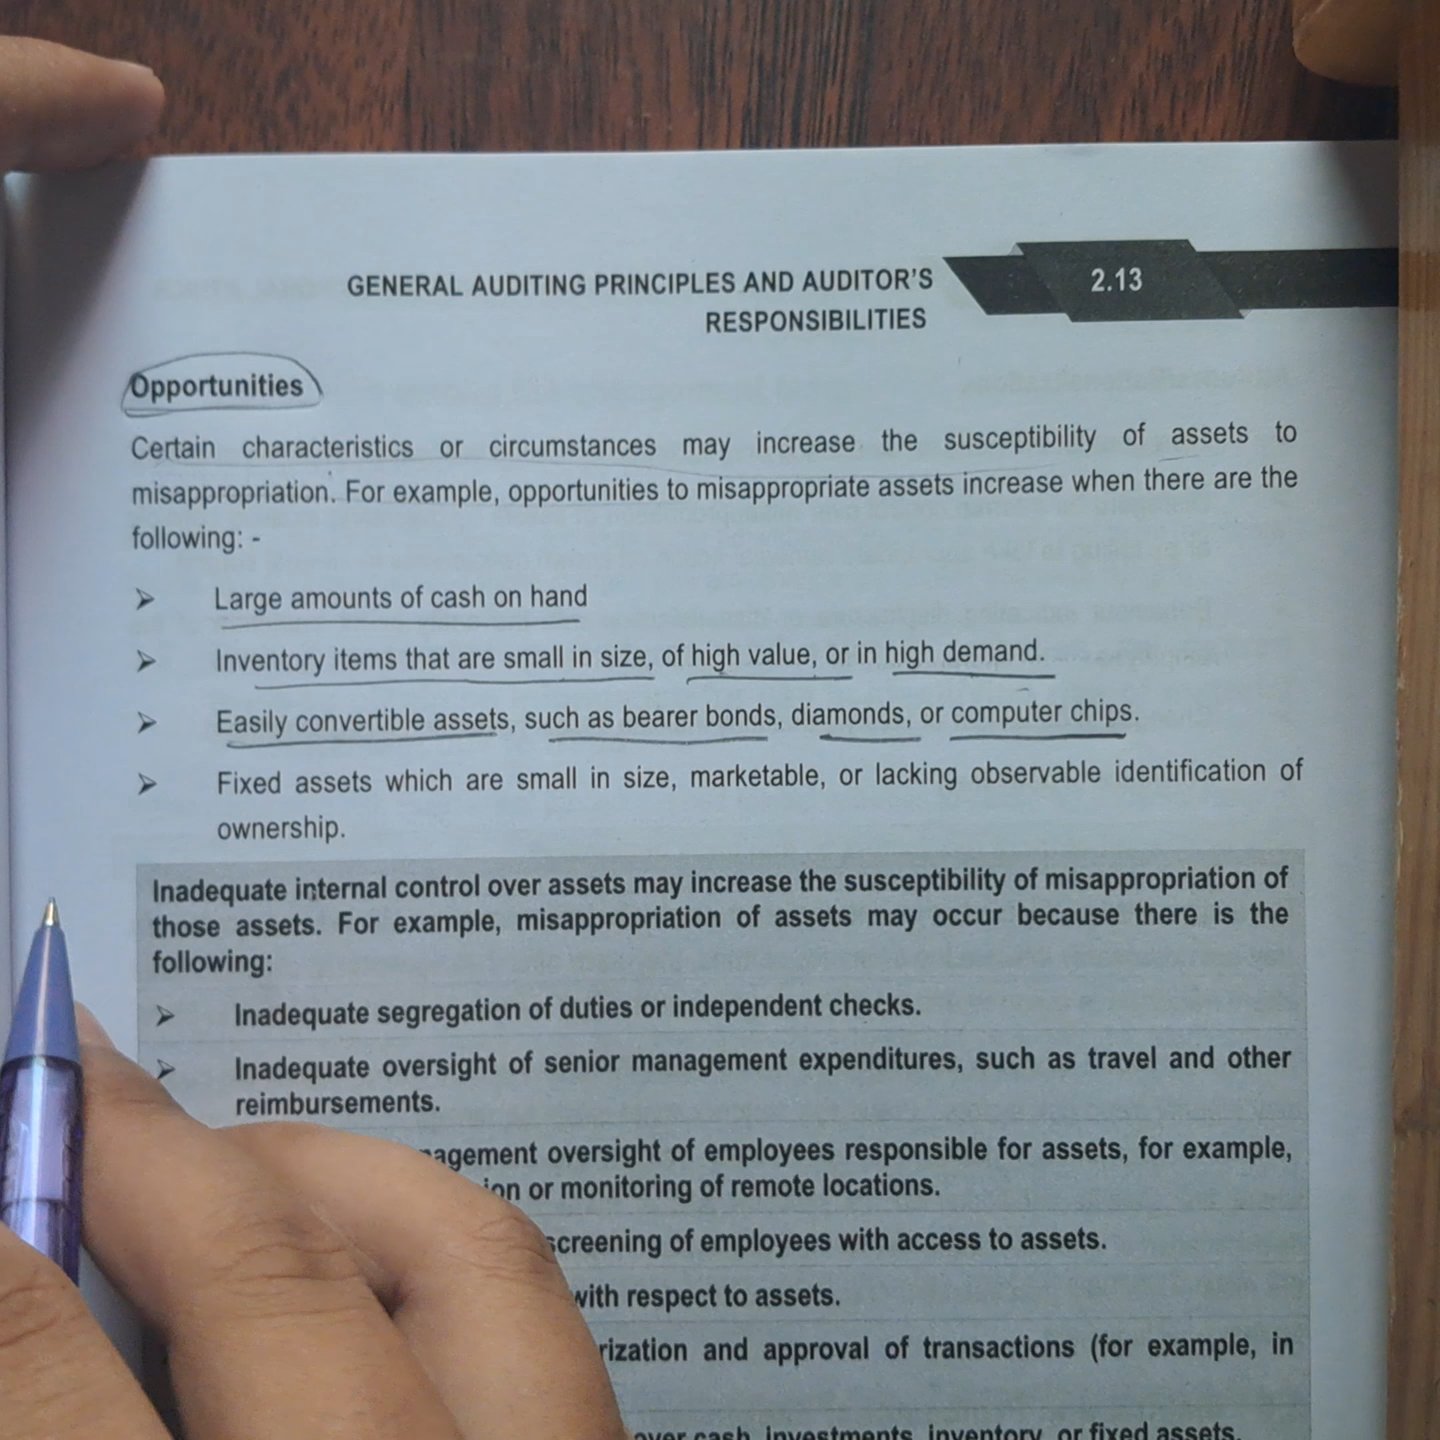 GENERAL AUDITING PRINCIPLES AND AUDITOR'S
RESPONSIBILITIES
2.13
Opportunities
Certain characteristics or circumstances may increase the susceptibility of assets to
misappropriation. For example, opportunities to misappropriate assets increase when there are the
following: -
➢ Large amounts of cash on hand
➢ Inventory items that are small in size, of high value, or in high demand.
➢ Easily convertible assets, such as bearer bonds, diamonds, or computer chips.
➢ Fixed assets which are small in size, marketable, or lacking observable identification of
ownership.
Inadequate internal control over assets may increase the susceptibility of misappropriation of
those assets. For example, misappropriation of assets may occur because there is the
following:
➢ Inadequate segregation of duties or independent checks.
➢ Inadequate oversight of senior management expenditures, such as travel and other
reimbursements.
oversight of employees responsible for assets, for example,
or monitoring of remote locations.
screening of employees with access to assets.
with respect to assets.
and approval of transactions (for example, in
cash, investments, inventory, or fixed assets.